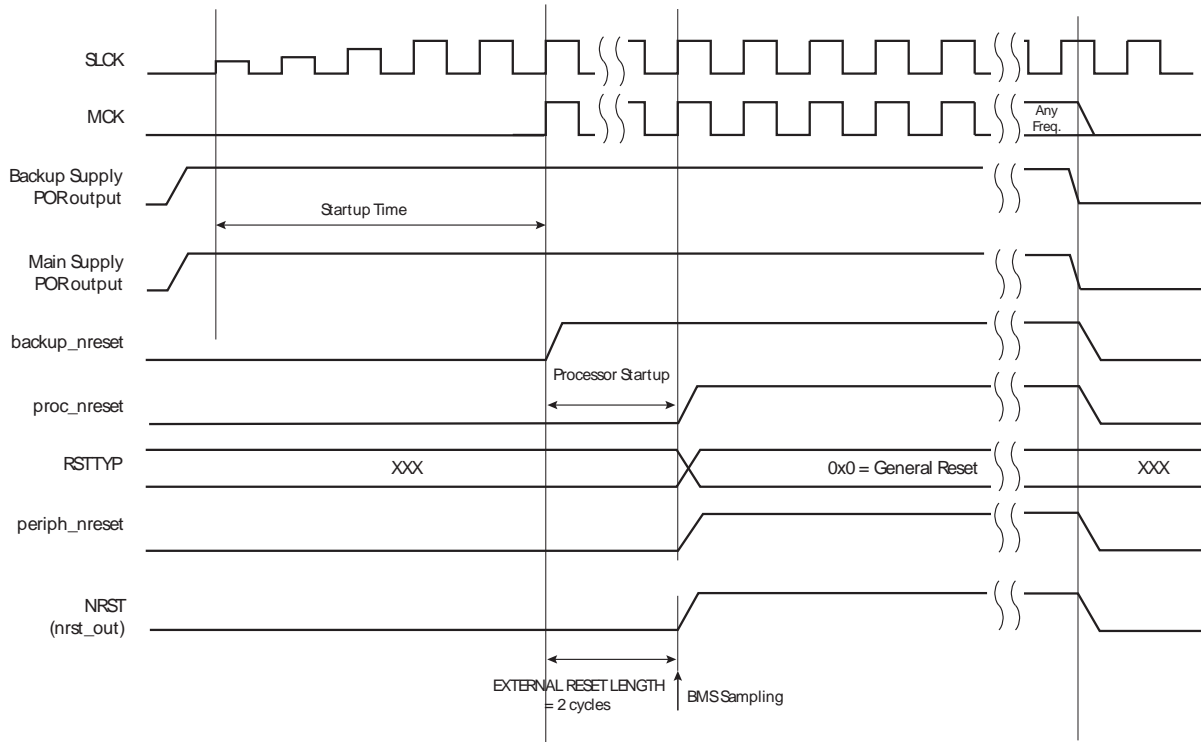 SLCK
MCK
Any
Freq.
Backup Supply
POR output
Startup Time
Main Supply
POR output
backup_nreset
Processor Startup
proc_nreset
RSTTYP
XXX
0x0 = General Reset
XXX
periph_nreset
NRST
(nrst_out)
EXTERNAL RESET LENGTH
= 2 cycles
BMS Sampling